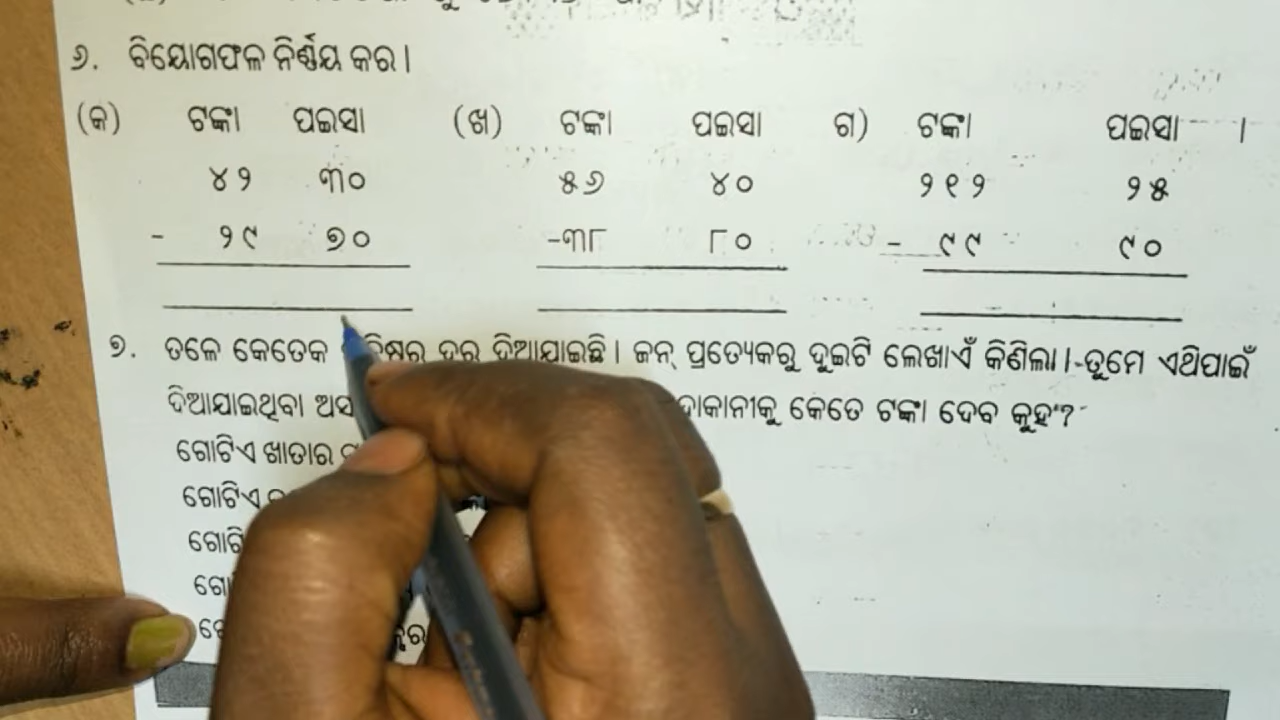 ୬. ବିୟୋଗଫଳ ନିର୍ଣ୍ଣୟ କର।
(କ) ଟଙ୍କା ପଇସା (ଖ) ଟଙ୍କା ପଇସା ଗ) ଟଙ୍କା ପଇସା
୪୨ ୩୦ ୫୬ ୪୦ ୨୧୨ ୨୫
- ୨୯ ୭୦ -୩୮ ୮୦ - ୯୯ ୯୦
୭. ତଳେ କେତେକ ଦର ଦିଆଯାଇଛି। ଜନ୍ ପ୍ରତ୍ୟେକରୁ ଦୁଇଟି ଲେଖାଏଁ କିଣିଲା।-ତୁମେ ଏଥିପାଇଁ
ଦିଆଯାଇଥିବା କେତେ ଟଙ୍କା ଦେବ କୁହ?
ଗୋଟିଏ ଖାତାର
ଗୋଟିଏ